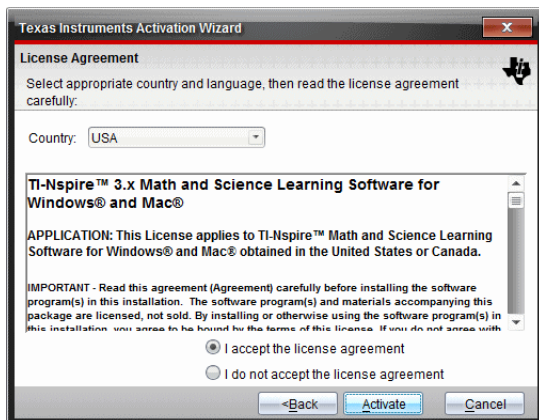 Texas Instruments Activation Wizard
License Agreement
Select appropriate country and language, then read the license agreement
carefully:
Country: USA
TI-Nspire™ 3.x Math and Science Learning Software for
Windows® and Mac®
APPLICATION: This License applies to TI-Nspire™ Math and Science Learning
Software for Windows® and Mac® obtained in the United States or Canada.
IMPORTANT - Read this agreement (Agreement) carefully before installing the software
program(s) in this installation. The software program(s) and materials accompanying this
package are licensed, not sold. By installing or otherwise using the software program(s) in
this installation, you agree to be bound by the terms of this license. If you do not agree with
I accept the license agreement
I do not accept the license agreement
<Back Activate Cancel